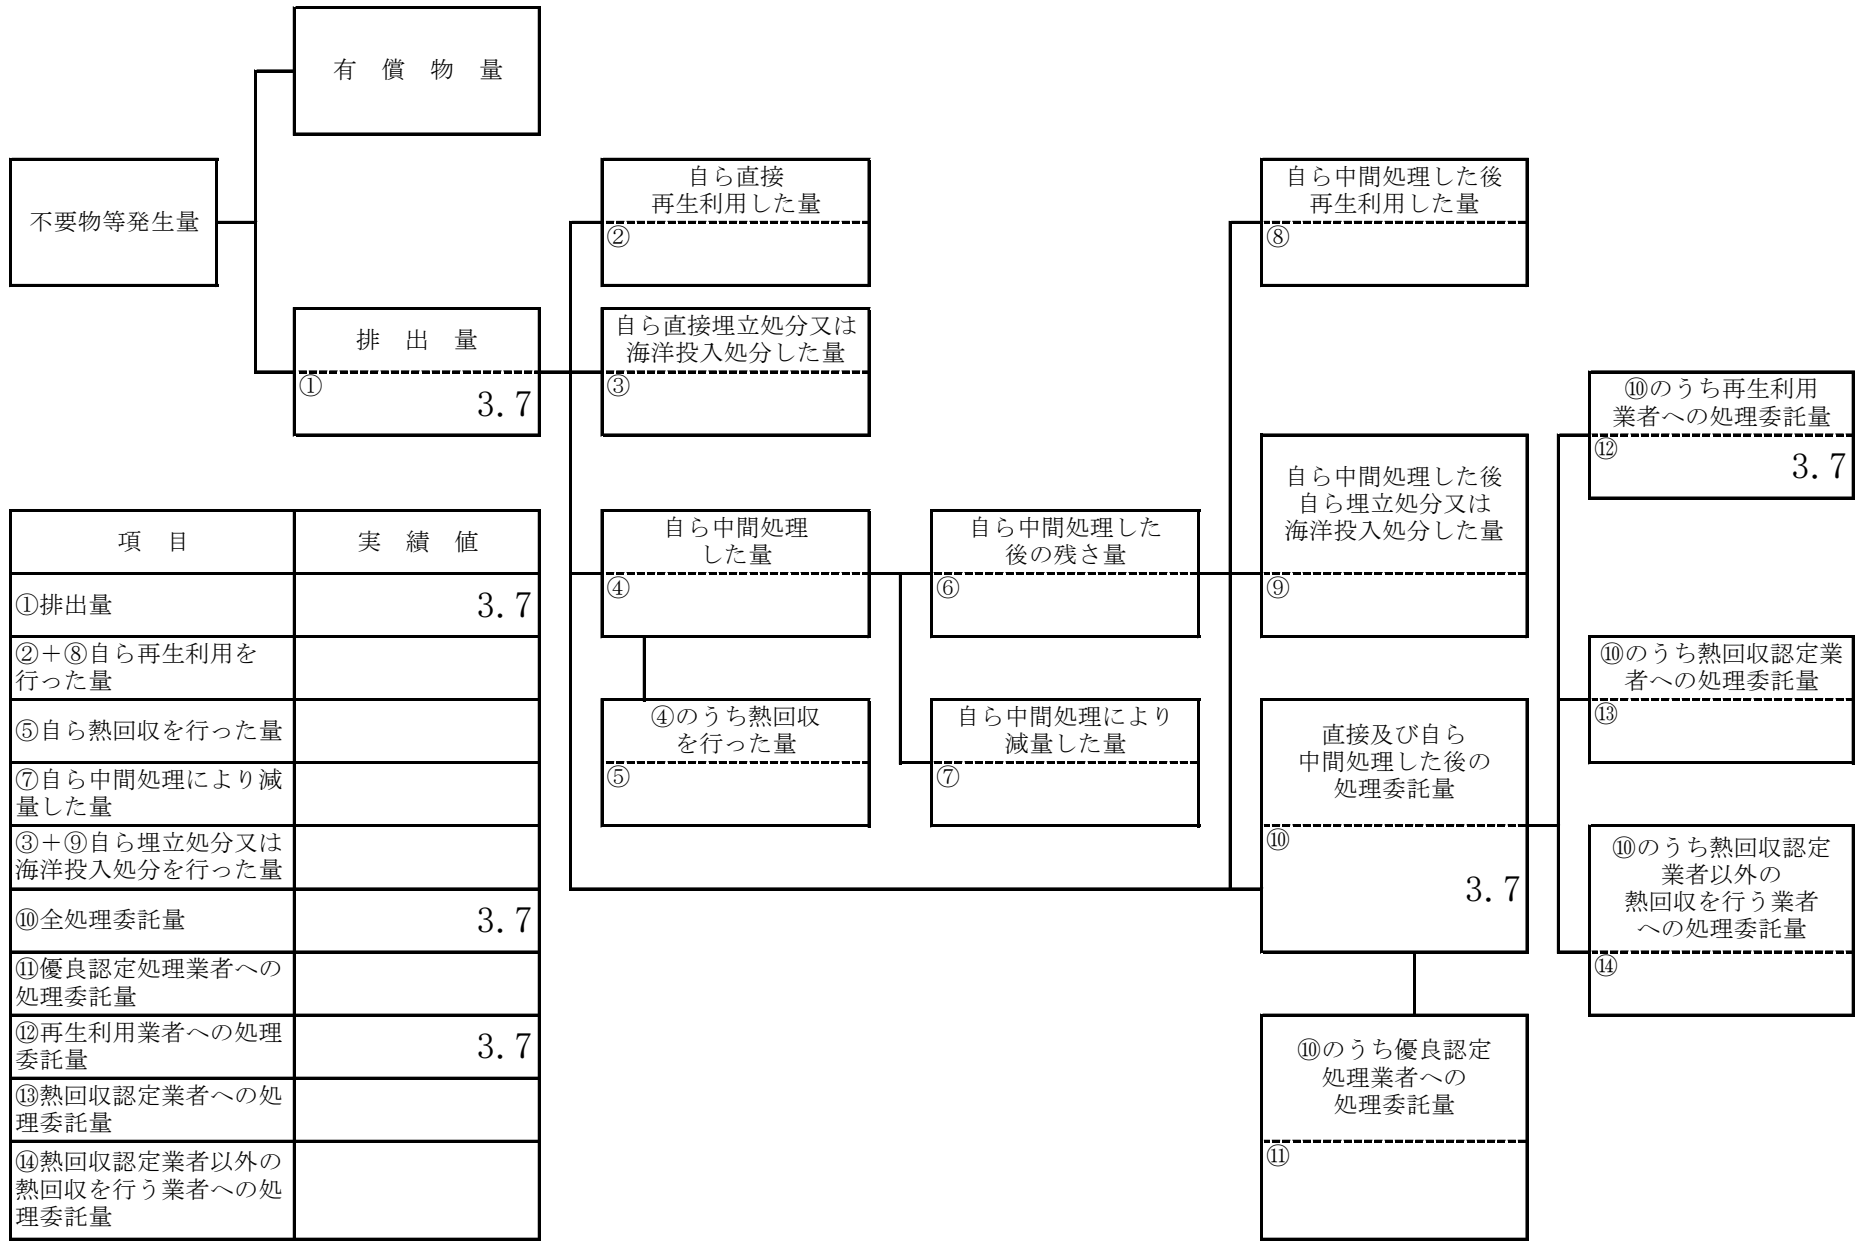 有償物量
不要物等発生量
排出量
①
3.7
自ら直接
再生利用した量
②
自ら直接埋立処分又は
海洋投入処分した量
③
自ら中間処理
した量
④
④のうち熱回収
を行った量
⑤
自ら中間処理した
後の残さ量
⑥
自ら中間処理により
減量した量
⑦
自ら中間処理した後
再生利用した量
⑧
自ら中間処理した後
自ら埋立処分又は
海洋投入処分した量
⑨
直接及び自ら
中間処理した後の
処理委託量
⑩
3.7
⑩のうち優良認定
処理業者への
処理委託量
⑪
⑩のうち再生利用
業者への処理委託量
⑫
3.7
⑩のうち熱回収認定業
者への処理委託量
⑬
⑩のうち熱回収認定
業者以外の
熱回収を行う業者
への処理委託量
⑭
項目 実績値
①排出量 3.7
②+⑧自ら再生利用を
行った量
⑤自ら熱回収を行った量
⑦自ら中間処理により減
量した量
③+⑨自ら埋立処分又は
海洋投入処分を行った量
⑩全処理委託量 3.7
⑪優良認定処理業者への
処理委託量
⑫再生利用業者への処理
委託量 3.7
⑬熱回収認定業者への処
理委託量
⑭熱回収認定業者以外の
熱回収を行う業者への処
理委託量